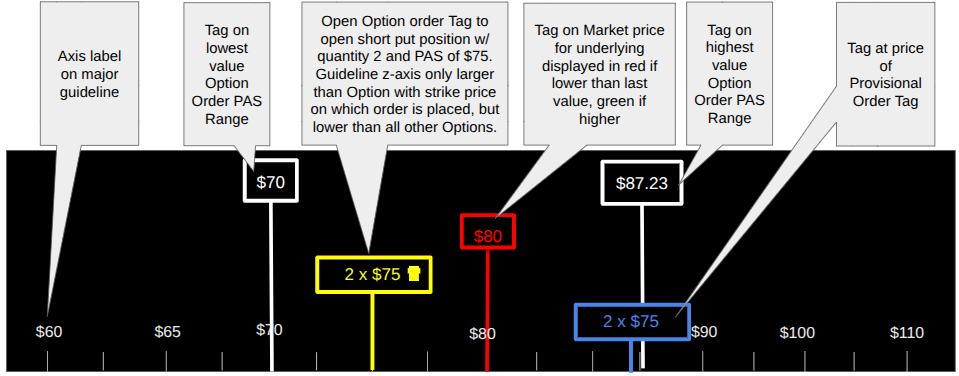 Axis label
on major
guideline
Tag on
lowest
value
Option
Order PAS
Range
Open Option order Tag to
open short put position w/
quantity 2 and PAS of $75.
Guideline z-axis only larger
than Option with strike price
on which order is placed, but
lower than all other Options.
Tag on Market price
for underlying
displayed in red if
lower than last
value, green if
higher
Tag on
highest
value
Option
Order PAS
Range
Tag at price
of
Provisional
Order Tag
$70
$87.23
$80
2 x $75
2 x $75
$60
$65
$70
$80
$90
$100
$110